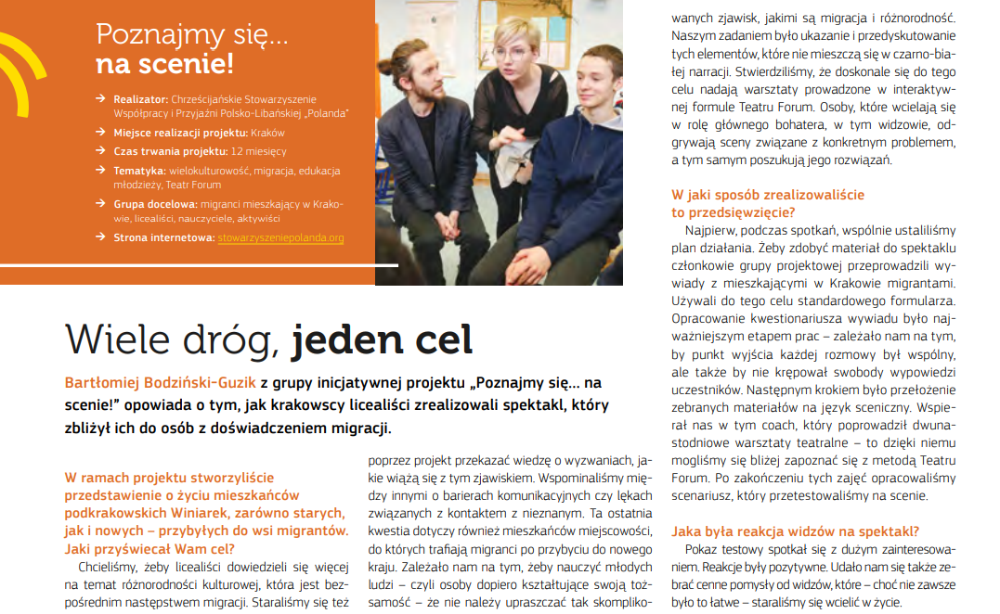 Poznajmy się...
na scenie!
→ Realizator: Chrześcijańskie Stowarzyszenie
Współpracy i Przyjaźni Polsko-Libańskiej „Polanda"
→ Miejsce realizacji projektu: Kraków
→ Czas trwania projektu: 12 miesięcy
→ Tematyka: wielokulturowość, migracja, edukacja
młodzieży, Teatr Forum
→ Grupa docelowa: migranci mieszkający w Krako-
wie, licealiści, nauczyciele, aktywiści
→ Strona internetowa: stowarzyszeniepolanda.org
Wiele dróg, jeden cel
Bartłomiej Bodziński-Guzik z grupy inicjatywnej projektu „Poznajmy się... na
scenie!" opowiada o tym, jak krakowscy licealiści zrealizowali spektakl, który
zbliżył ich do osób z doświadczeniem migracji.
W ramach projektu stworzyliście
przedstawienie o życiu mieszkańców
podkrakowskich Winiarek, zarówno starych,
jak i nowych – przybyłych do wsi migrantów.
Jaki przyświecał Wam cel?
Chcieliśmy, żeby licealiści dowiedzieli się więcej
na temat różnorodności kulturowej, która jest bez-
pośrednim następstwem migracji. Staraliśmy się też
poprzez projekt przekazać wiedzę o wyzwaniach, ja-
kie wiążą się z tym zjawiskiem. Wspominaliśmy mię-
dzy innymi o barierach komunikacyjnych czy lękach
związanych z kontaktem z nieznanym. Ta ostatnia
kwestia dotyczy również mieszkańców miejscowości,
do których trafiają migranci po przybyciu do nowego
kraju. Zależało nam na tym, żeby nauczyć młodych
ludzi – czyli osoby dopiero kształtujące swoją toż-
samość – że nie należy upraszczać tak skompliko-
wanych zjawisk, jakimi są migracja i różnorodność.
Naszym zadaniem było ukazanie i przedyskutowanie
tych elementów, które nie mieszczą się w czarno-bia-
łej narracji. Stwierdziliśmy, że doskonale się do tego
celu nadają warsztaty prowadzone w interaktyw-
nej formule Teatru Forum. Osoby, które wcielają się
w rolę głównego bohatera, w tym widzowie, od-
grywają sceny związane z konkretnym problemem,
a tym samym poszukują jego rozwiązań.
W jaki sposób zrealizowaliście
to przedsięwzięcie?
Najpierw, podczas spotkań, wspólnie ustaliliśmy
plan działania. Żeby zdobyć materiał do spektaklu
członkowie grupy projektowej przeprowadzili wy-
wiady z mieszkającymi w Krakowie migrantami.
Używali do tego celu standardowego formularza.
Opracowanie kwestionariusza wywiadu było naj-
ważniejszym etapem prac – zależało nam na tym,
by punkt wyjścia każdej rozmowy był wspólny,
ale także by nie krępował swobody wypowiedzi
uczestników. Następnym krokiem było przełożenie
zebranych materiałów na język sceniczny. Wspie-
rał nas w tym coach, który poprowadził dwuna-
stodniowe warsztaty teatralne – to dzięki niemu
mogliśmy się bliżej zapoznać się z metodą Teatru
Forum. Po zakończeniu tych zajęć opracowaliśmy
scenariusz, który przetestowaliśmy na scenie.
Jaka była reakcja widzów na spektakl?
Pokaz testowy spotkał się z dużym zainteresowa-
niem. Reakcje były pozytywne. Udało nam się także ze-
brać cenne pomysły od widzów, które – choć nie zawsze
było to łatwe – staraliśmy się wcielić w życie.